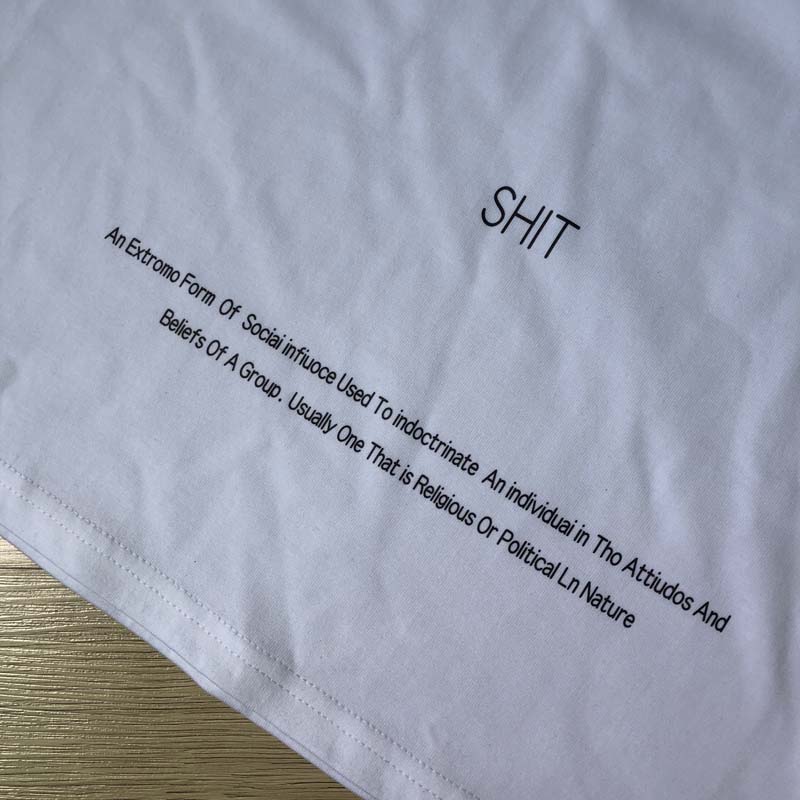 SHIT
An Extromo Form Of Sociai infiuoce Used To indoctrinate An individuai in Tho Attiudos And
Beliefs Of A Group. Usually One That is Religious Or Political Ln Nature